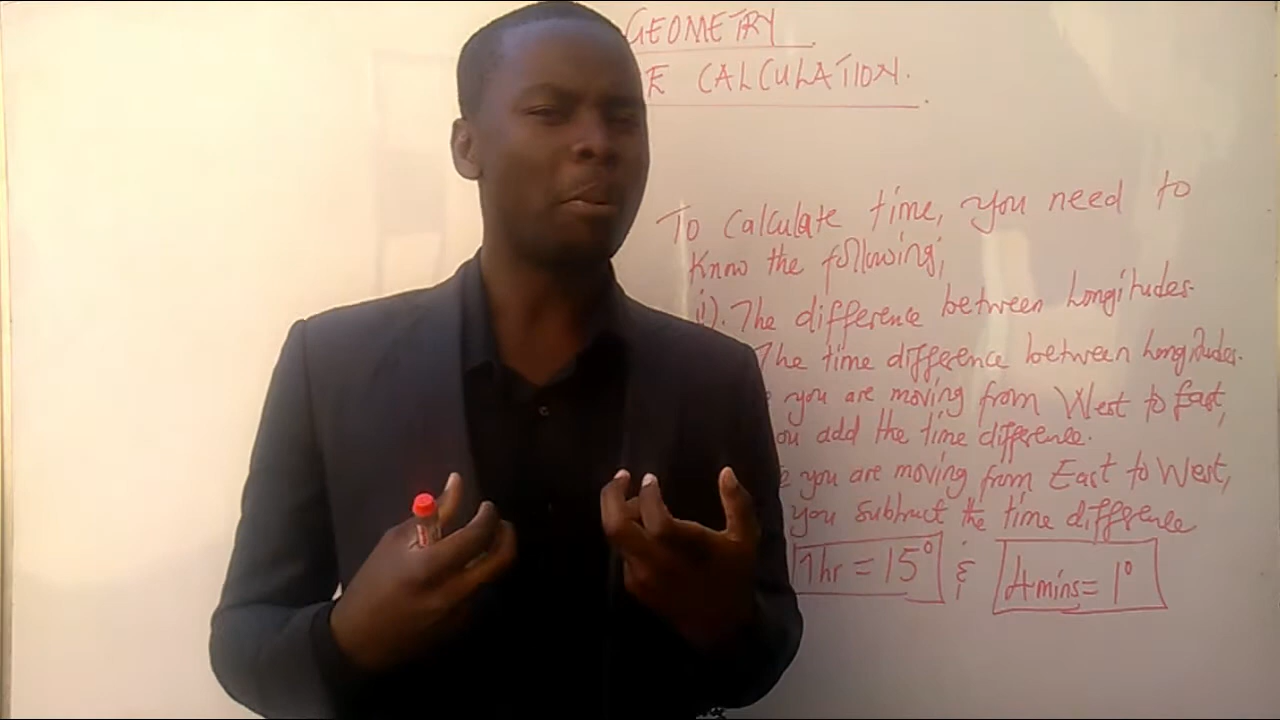 GEOMETRY
E CALCULATION.
To Calculate time, you need to
Know the following;
i). The difference between Longitudes.
The time difference between Longitudes.
you are moving from West to East,
ou add the time difference.
e you are moving from East to West,
you subtract the time difference
1hr = 15° & 4mins = 1°